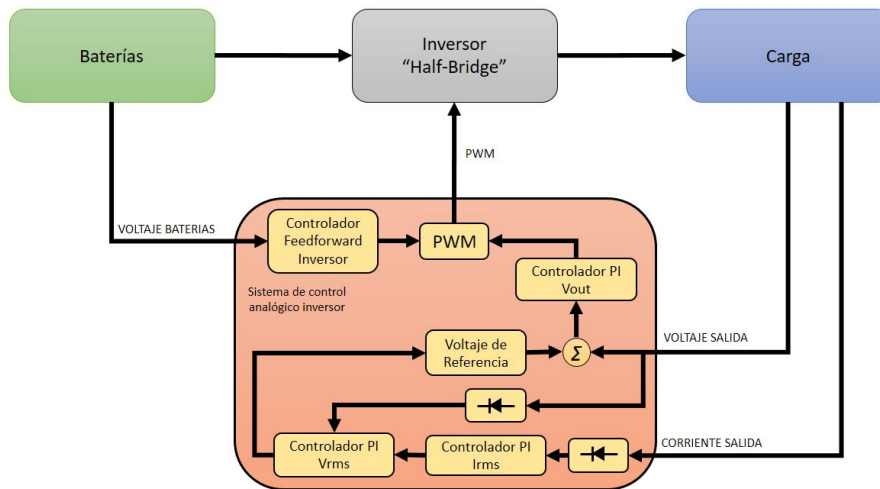 Baterías
Inversor
“Half-Bridge”
Carga
PWM
VOLTAJE BATERIAS
Controlador
Feedforward
Inversor
PWM
Controlador PI
Vout
Sistema de control
analógico inversor
Voltaje de
Referencia
Σ
VOLTAJE SALIDA
Controlador PI
Vrms
Controlador PI
Irms
CORRIENTE SALIDA